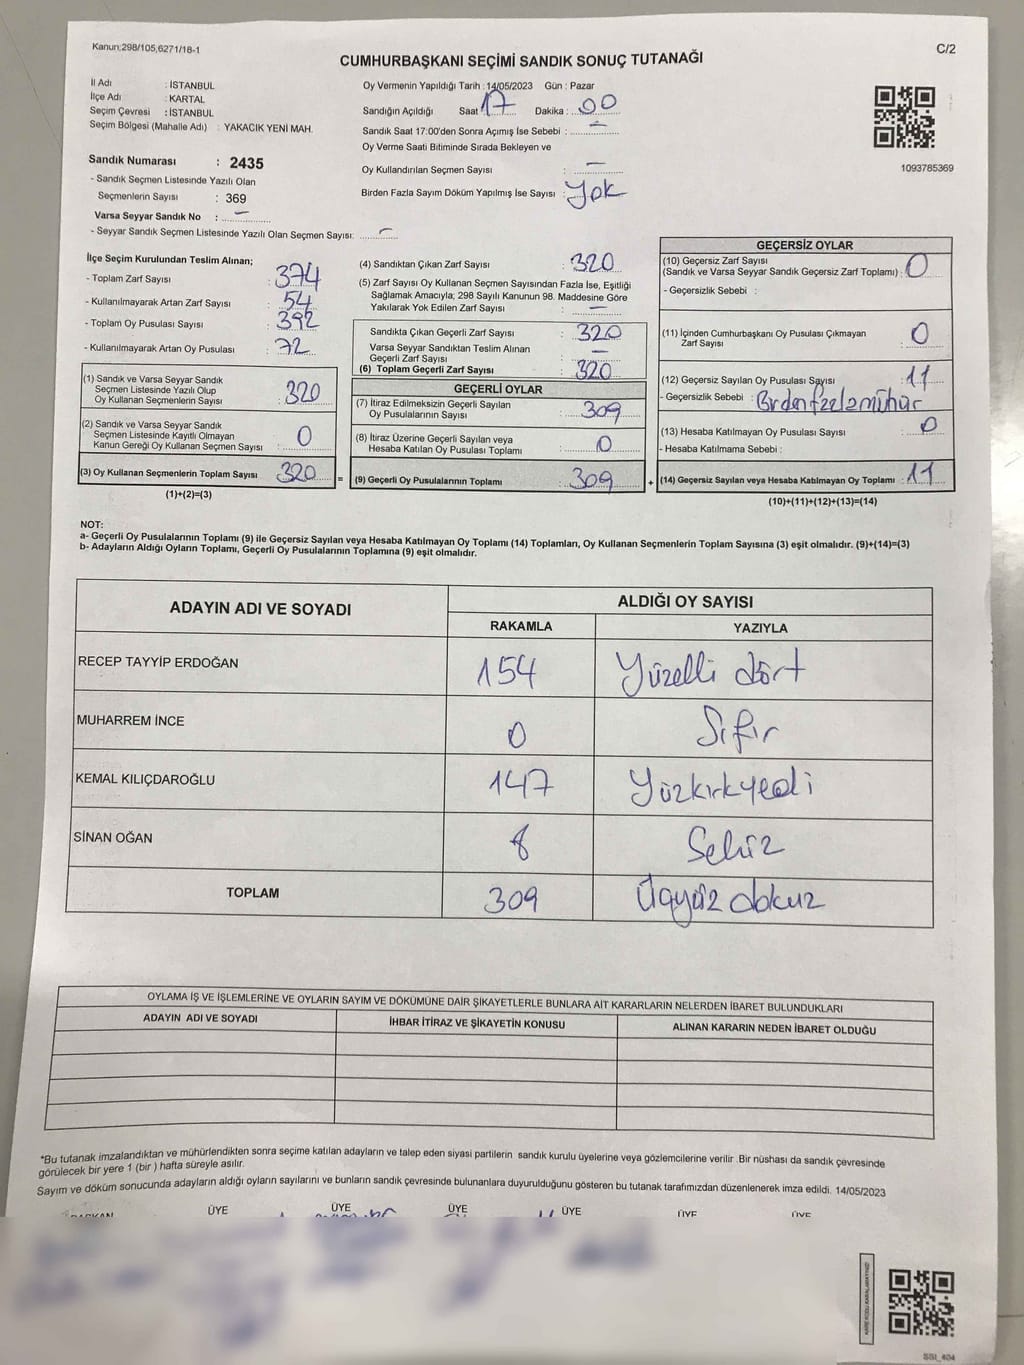 Kanun:298/105,6271/18-1
C/2
CUMHURBAŞKANI SEÇİMİ SANDIK SONUÇ TUTANAĞI
İl Adı : İSTANBUL
İlçe Adı : KARTAL
Seçim Çevresi : İSTANBUL
Seçim Bölgesi (Mahalle Adı) : YAKACIK YENİ MAH.
Sandık Numarası : 2435
- Sandık Seçmen Listesinde Yazılı Olan
Seçmenlerin Sayısı : 369
Varsa Seyyar Sandık No : -
- Seyyar Sandık Seçmen Listesinde Yazılı Olan Seçmen Sayısı: -
Oy Vermenin Yapıldığı Tarih : 14/05/2023 Gün : Pazar
Sandığın Açıldığı Saat : 17 Dakika : 00
Sandık Saat 17:00'den Sonra Açımış İse Sebebi : -
Oy Verme Saati Bitiminde Sırada Bekleyen ve
Oy Kullandırılan Seçmen Sayısı : -
Birden Fazla Sayım Döküm Yapılmış İse Sayısı : Yok
1093785369
İlçe Seçim Kurulundan Teslim Alınan;
- Toplam Zarf Sayısı : 374
- Kullanılmayarak Artan Zarf Sayısı : 54
- Toplam Oy Pusulası Sayısı : 392
- Kullanılmayarak Artan Oy Pusulası : 72
(1) Sandık ve Varsa Seyyar Sandık
Seçmen Listesinde Yazılı Olup
Oy Kullanan Seçmenlerin Sayısı : 320
(2) Sandık ve Varsa Seyyar Sandık
Seçmen Listesinde Kayıtlı Olmayan
Kanun Gereği Oy Kullanan Seçmen Sayısı : 0
(3) Oy Kullanan Seçmenlerin Toplam Sayısı : 320 =
(1)+(2)=(3)
(4) Sandıktan Çıkan Zarf Sayısı : 320
(5) Zarf Sayısı Oy Kullanan Seçmen Sayısından Fazla İse, Eşitliği
Sağlamak Amacıyla; 298 Sayılı Kanunun 98. Maddesine Göre
Yakılarak Yok Edilen Zarf Sayısı : -
Sandıkta Çıkan Geçerli Zarf Sayısı : 320
Varsa Seyyar Sandıktan Teslim Alınan
Geçerli Zarf Sayısı : -
(6) Toplam Geçerli Zarf Sayısı : 320
GEÇERLİ OYLAR
(7) İtiraz Edilmeksizin Geçerli Sayılan
Oy Pusulalarının Sayısı : 309
(8) İtiraz Üzerine Geçerli Sayılan veya
Hesaba Katılan Oy Pusulası Toplamı : 0
(9) Geçerli Oy Pusulalarının Toplamı : 309 +
GEÇERSİZ OYLAR
(10) Geçersiz Zarf Sayısı
(Sandık ve Varsa Seyyar Sandık Geçersiz Zarf Toplamı) : 0
- Geçersizlik Sebebi :
(11) İçinden Cumhurbaşkanı Oy Pusulası Çıkmayan
Zarf Sayısı : 0
(12) Geçersiz Sayılan Oy Pusulası Sayısı : 11
- Geçersizlik Sebebi : Birden fazla mühür
(13) Hesaba Katılmayan Oy Pusulası Sayısı : 0
- Hesaba Katılmama Sebebi :
(14) Geçersiz Sayılan veya Hesaba Katılmayan Oy Toplamı : 11
(10)+(11)+(12)+(13)=(14)
NOT:
a- Geçerli Oy Pusulalarının Toplamı (9) ile Geçersiz Sayılan veya Hesaba Katılmayan Oy Toplamı (14) Toplamları, Oy Kullanan Seçmenlerin Toplam Sayısına (3) eşit olmalıdır. (9)+(14)=(3)
b- Adayların Aldığı Oyların Toplamı, Geçerli Oy Pusulalarının Toplamına (9) eşit olmalıdır.
ADAYIN ADI VE SOYADI
ALDIĞI OY SAYISI
RAKAMLA YAZIYLA
RECEP TAYYİP ERDOĞAN 154 Yüzelli dört
MUHARREM İNCE 0 Sıfır
KEMAL KILIÇDAROĞLU 147 Yüzkırkyedi
SİNAN OĞAN 8 Sekiz
TOPLAM 309 Üçyüz dokuz
OYLAMA İŞ VE İŞLEMLERİNE VE OYLARIN SAYIM VE DÖKÜMÜNE DAİR ŞİKAYETLERLE BUNLARA AİT KARARLARIN NELERDEN İBARET BULUNDUKLARI
ADAYIN ADI VE SOYADI İHBAR İTİRAZ VE ŞİKAYETİN KONUSU ALINAN KARARIN NEDEN İBARET OLDUĞU
*Bu tutanak imzalandıktan ve mühürlendikten sonra seçime katılan adayların ve talep eden siyasi partilerin sandık kurulu üyelerine veya gözlemcilerine verilir .Bir nüshası da sandık çevresinde
görülecek bir yere 1 (bir ) hafta süreyle asılır.
Sayım ve döküm sonucunda adayların aldığı oyların sayılarını ve bunların sandık çevresinde bulunanlara duyurulduğunu gösteren bu tutanak tarafımızdan düzenlenerek imza edildi. 14/05/2023
BAŞKAN ÜYE ÜYE ÜYE ÜYE ÜYE ÜYE